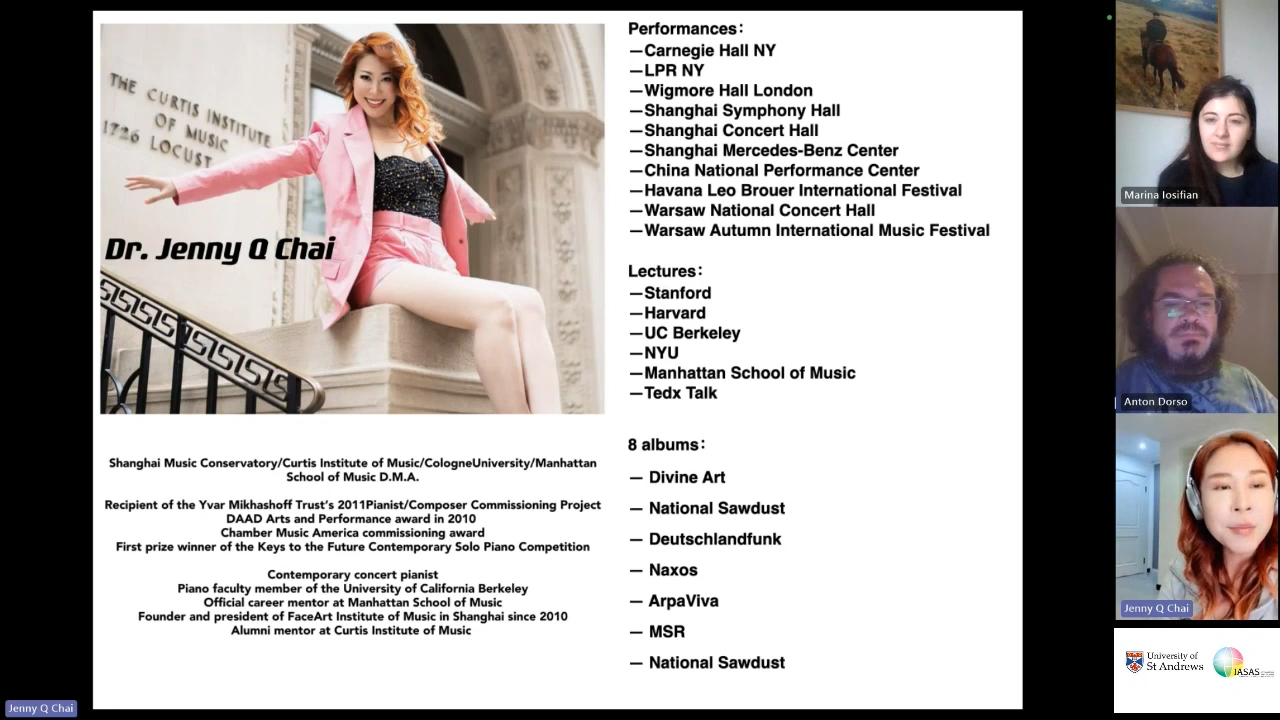 THE CURTIS INSTITUTE
OF MUSIC
1726 LOCUST
Dr. Jenny Q Chai
Shanghai Music Conservatory/Curtis Institute of Music/CologneUniversity/Manhattan
School of Music D.M.A.
Recipient of the Yvar Mikhashoff Trust's 2011Pianist/Composer Commissioning Project
DAAD Arts and Performance award in 2010
Chamber Music America commissioning award
First prize winner of the Keys to the Future Contemporary Solo Piano Competition
Contemporary concert pianist
Piano faculty member of the University of California Berkeley
Official career mentor at Manhattan School of Music
Founder and president of FaceArt Institute of Music in Shanghai since 2010
Alumni mentor at Curtis Institute of Music
Performances:
—Carnegie Hall NY
—LPR NY
—Wigmore Hall London
—Shanghai Symphony Hall
—Shanghai Concert Hall
—Shanghai Mercedes-Benz Center
—China National Performance Center
—Havana Leo Brouer International Festival
—Warsaw National Concert Hall
—Warsaw Autumn International Music Festival
Lectures:
—Stanford
—Harvard
—UC Berkeley
—NYU
—Manhattan School of Music
—Tedx Talk
8 albums:
— Divine Art
— National Sawdust
— Deutschlandfunk
— Naxos
— ArpaViva
— MSR
— National Sawdust
Marina Iosifian
Anton Dorso
Jenny Q Chai
University of
St Andrews
IASAS
Jenny Q Chai